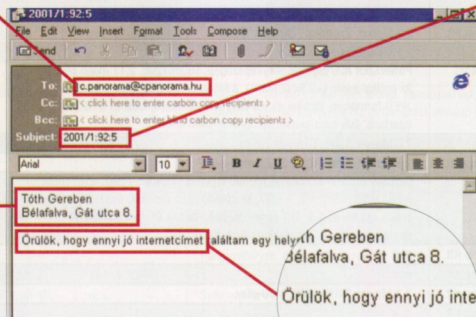 2001/1:92:5
File Edit View Insert Format Tools Compose Help
Send
To: c.panorama@cpanorama.hu
Cc: < click here to enter carbon copy recipients >
Bcc: < click here to enter blind carbon copy recipients >
Subject: 2001/1:92:5
Arial 10 B I U
Tóth Gereben
Bélafalva, Gát utca 8.
Örülök, hogy ennyi jó internetcímet aláltam egy hely
th Gereben
Bélafalva, Gát utca 8.
Örülök, hogy ennyi jó inte